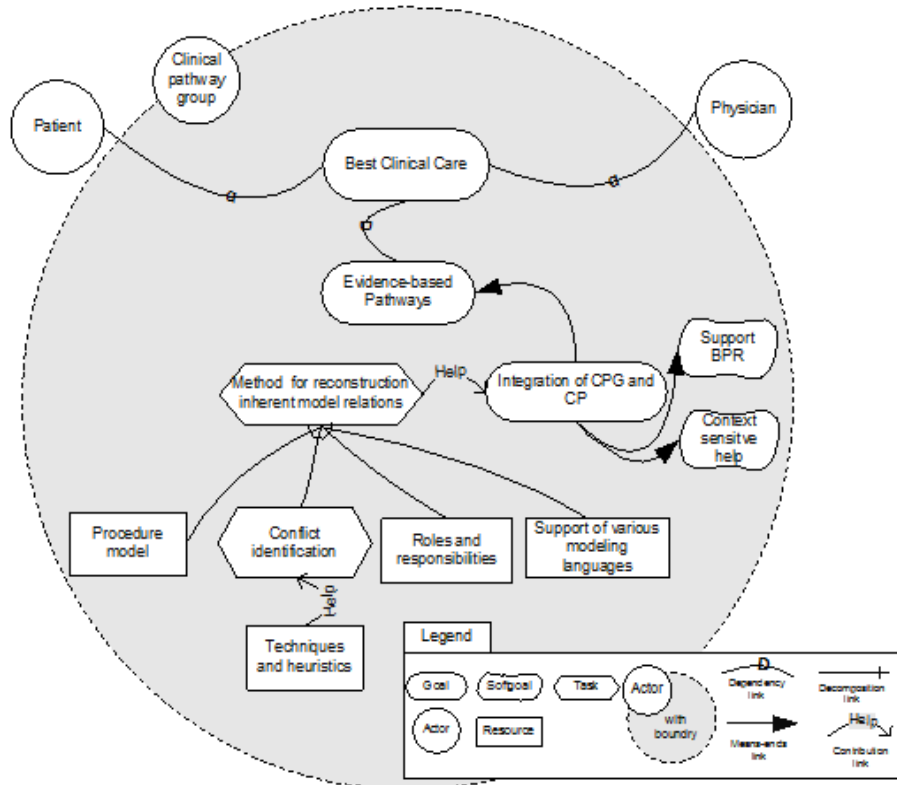 Clinical
pathway
group
Patient
Physician
Best Clinical Care
d
d
D
Evidence-based
Pathways
Support
BPR
Method for reconstruction
inherent model relations
Help
Integration of CPG and
CP
Context
sensitve
help
Procedure
model
Conflict
identification
Roles and
responsibilities
Support of various
modeling
languages
Help
Techniques
and heuristics
Legend
Goal
Softgoal
Task
Actor
with
boundry
D
Dependency
link
Decomposition
link
Actor
Resource
Means-ends
link
Help
Contribution
link